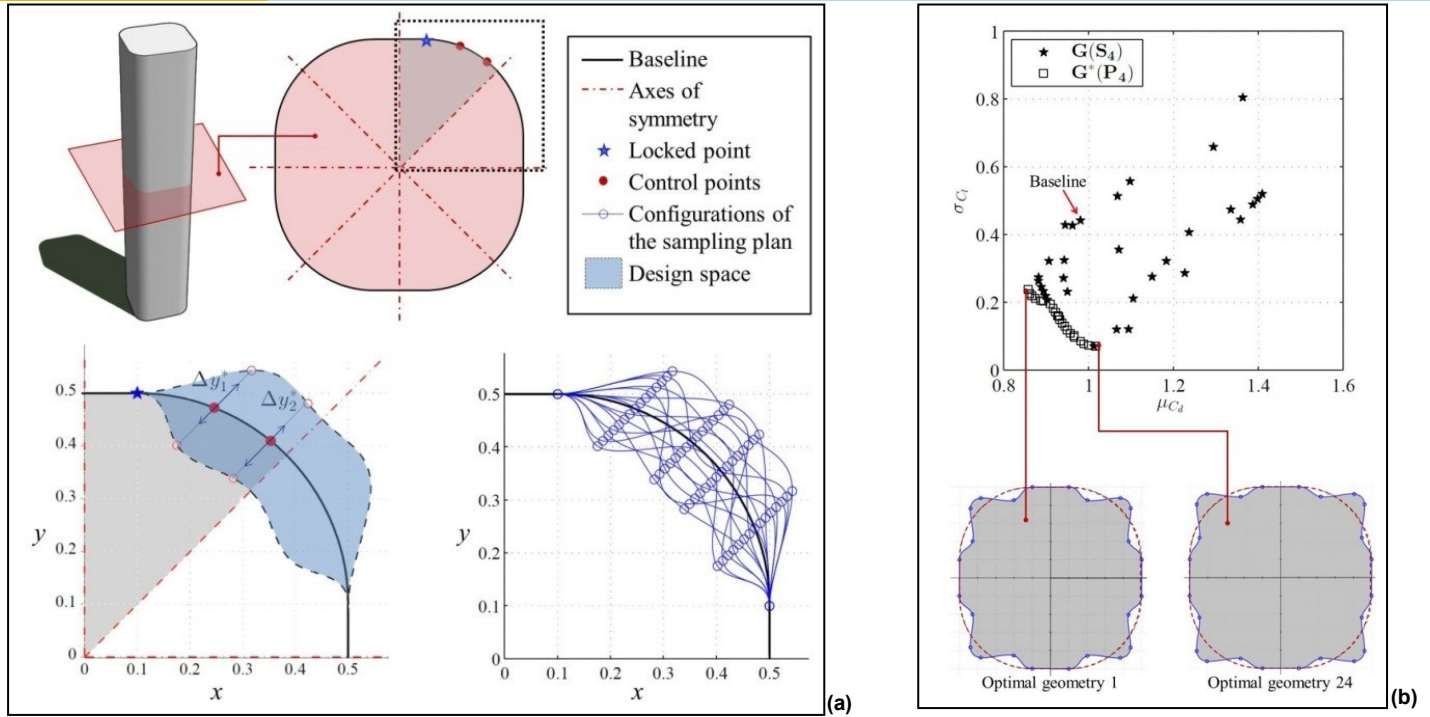 Baseline
Axes of
symmetry
Locked point
Control points
Configurations of
the sampling plan
Design space
0.5
0.4
0.3
0.2
0.1
0
y
Δy₁*
Δy₂*
0
0.1
0.2
0.3
0.4
0.5
x
0.5
0.4
0.3
0.2
0.1
0
y
0
0.1
0.2
0.3
0.4
0.5
x
(a)
1
0.8
0.6
0.4
0.2
0
σ_{C_l}
G(S₄)
G*(P₄)
Baseline
0.8
1
1.2
1.4
1.6
μ_{C_d}
Optimal geometry 1
Optimal geometry 24
(b)